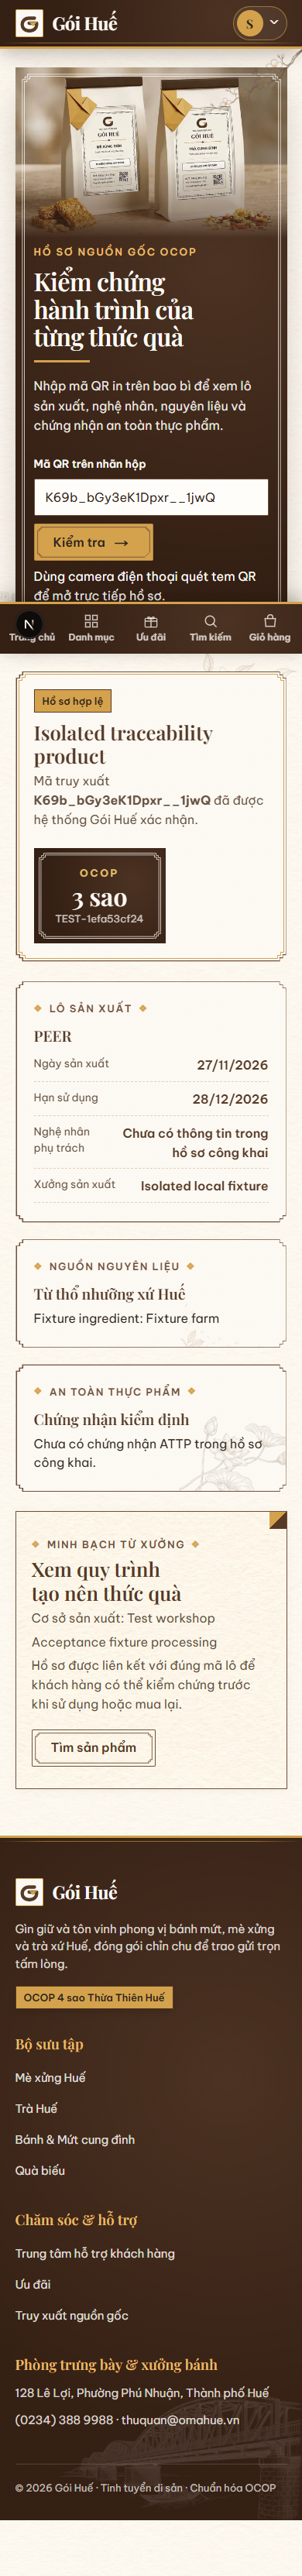 Gói Huế
S
GÓI HUẾ
GÓI HUẾ
HỒ SƠ NGUỒN GỐC OCOP
Kiểm chứng
hành trình của
từng thức quà
Nhập mã QR in trên bao bì để xem lô
sản xuất, nghệ nhân, nguyên liệu và
chứng nhận an toàn thực phẩm.
Mã QR trên nhãn hộp
K69b_bGy3eK1Dpxr__1jwQ
Kiểm tra →
Dùng camera điện thoại quét tem QR
để mở trực tiếp hồ sơ.
N
Trang chủ
Danh mục
Ưu đãi
Tìm kiếm
Giỏ hàng
Hồ sơ hợp lệ
Isolated traceability
product
Mã truy xuất
K69b_bGy3eK1Dpxr__1jwQ đã được
hệ thống Gói Huế xác nhận.
OCOP
3 sao
TEST-1efa53cf24
LÔ SẢN XUẤT
PEER
Ngày sản xuất 27/11/2026
Hạn sử dụng 28/12/2026
Nghệ nhân Chưa có thông tin trong
phụ trách hồ sơ công khai
Xưởng sản xuất Isolated local fixture
NGUỒN NGUYÊN LIỆU
Từ thổ nhưỡng xứ Huế
Fixture ingredient: Fixture farm
AN TOÀN THỰC PHẨM
Chứng nhận kiểm định
Chưa có chứng nhận ATTP trong hồ sơ
công khai.
MINH BẠCH TỪ XƯỞNG
Xem quy trình
tạo nên thức quà
Cơ sở sản xuất: Test workshop
Acceptance fixture processing
Hồ sơ được liên kết với đúng mã lô để
khách hàng có thể kiểm chứng trước
khi sử dụng hoặc mua lại.
Tìm sản phẩm
Gói Huế
Gìn giữ và tôn vinh phong vị bánh mứt, mè xửng
và trà xứ Huế, đóng gói chỉn chu để trao gửi trọn
tấm lòng.
OCOP 4 sao Thừa Thiên Huế
Bộ sưu tập
Mè xửng Huế
Trà Huế
Bánh & Mứt cung đình
Quà biếu
Chăm sóc & hỗ trợ
Trung tâm hỗ trợ khách hàng
Ưu đãi
Truy xuất nguồn gốc
Phòng trưng bày & xưởng bánh
128 Lê Lợi, Phường Phú Nhuận, Thành phố Huế
(0234) 388 9988 · thuquan@omahue.vn
© 2026 Gói Huế · Tinh tuyển di sản · Chuẩn hóa OCOP